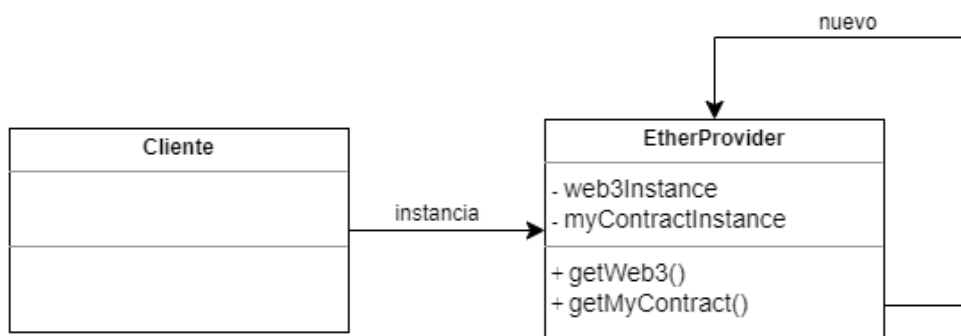 nuevo
Cliente
instancia
EtherProvider
- web3Instance
- myContractInstance
+ getWeb3()
+ getMyContract()